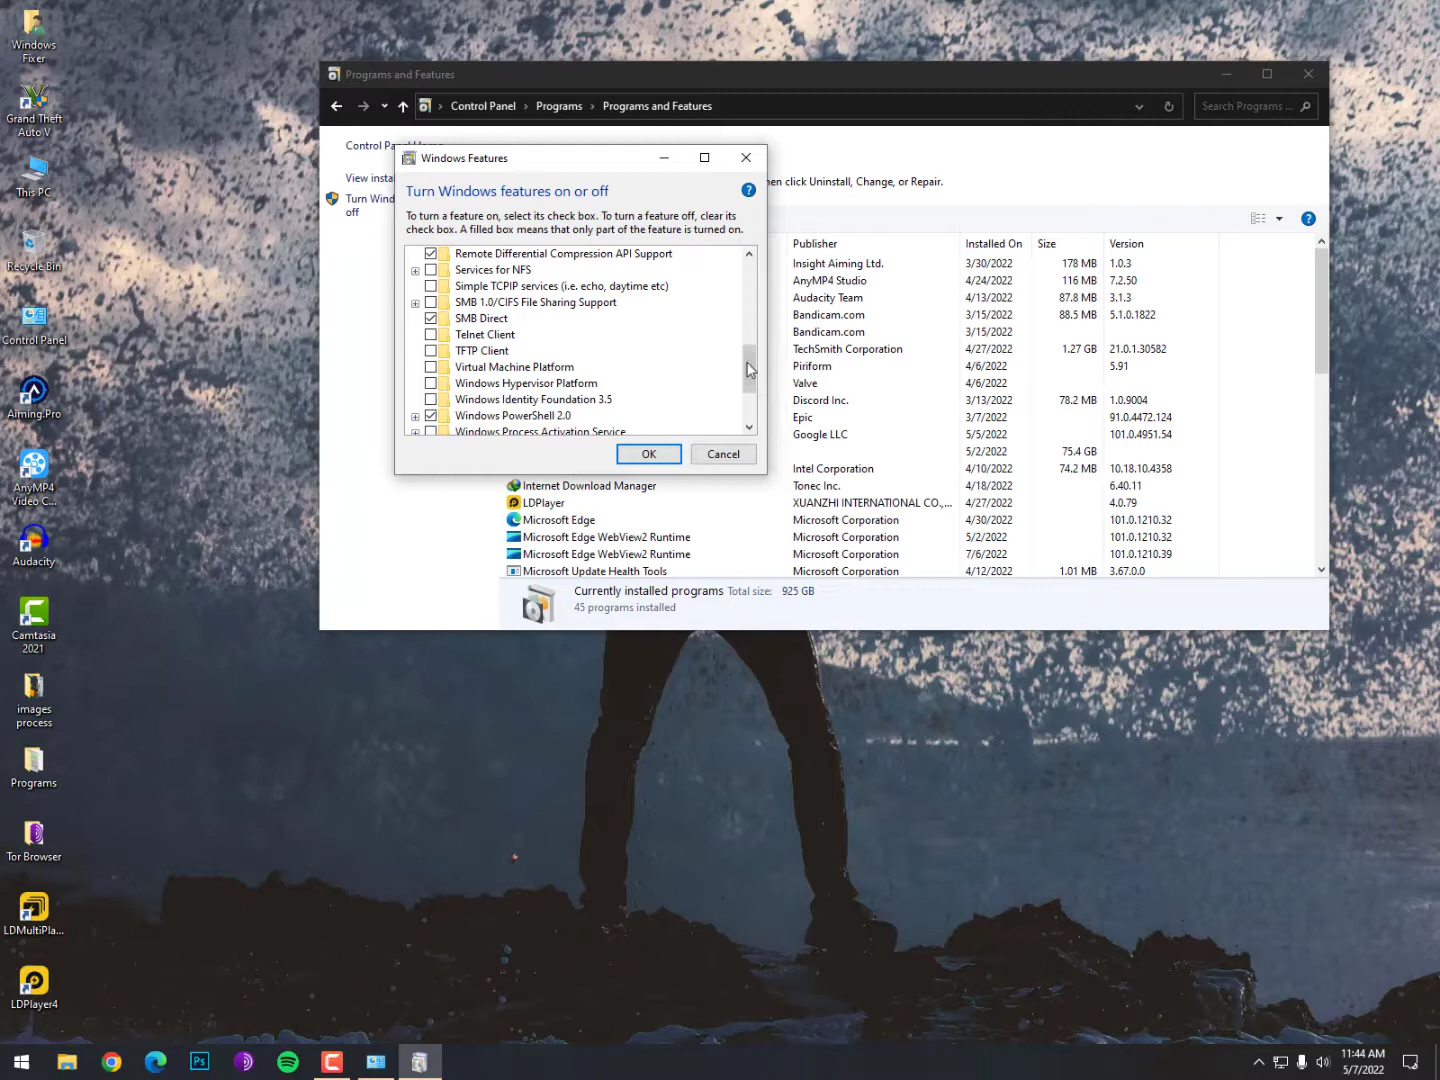 Windows
Fixer
Grand Theft
Auto V
This PC
Recycle Bin
Control Panel
Aiming.Pro
AnyMP4
Video C...
Audacity
Camtasia
2021
images
process
Programs
Tor Browser
LDMultiPla...
LDPlayer4
Programs and Features
Control Panel
Programs
Programs and Features
Search Programs ...
Control Pa
View insta
Turn Wind
off
hen click Uninstall, Change, or Repair.
Windows Features
Turn Windows features on or off
To turn a feature on, select its check box. To turn a feature off, clear its
check box. A filled box means that only part of the feature is turned on.
Remote Differential Compression API Support
Services for NFS
Simple TCPIP services (i.e. echo, daytime etc)
SMB 1.0/CIFS File Sharing Support
SMB Direct
Telnet Client
TFTP Client
Virtual Machine Platform
Windows Hypervisor Platform
Windows Identity Foundation 3.5
Windows PowerShell 2.0
Windows Process Activation Service
OK
Cancel
Publisher Installed On Size Version
Insight Aiming Ltd. 3/30/2022 178 MB 1.0.3
AnyMP4 Studio 4/24/2022 116 MB 7.2.50
Audacity Team 4/13/2022 87.8 MB 3.1.3
Bandicam.com 3/15/2022 88.5 MB 5.1.0.1822
Bandicam.com 3/15/2022
TechSmith Corporation 4/27/2022 1.27 GB 21.0.1.30582
Piriform 4/6/2022 5.91
Valve 4/6/2022
Discord Inc. 3/13/2022 78.2 MB 1.0.9004
Epic 3/7/2022 91.0.4472.124
Google LLC 5/5/2022 101.0.4951.54
5/2/2022 75.4 GB
Intel Corporation 4/10/2022 74.2 MB 10.18.10.4358
Internet Download Manager Tonec Inc. 4/18/2022 6.40.11
LDPlayer XUANZHI INTERNATIONAL CO.,... 4/27/2022 4.0.79
Microsoft Edge Microsoft Corporation 4/30/2022 101.0.1210.32
Microsoft Edge WebView2 Runtime Microsoft Corporation 5/2/2022 101.0.1210.32
Microsoft Edge WebView2 Runtime Microsoft Corporation 7/6/2022 101.0.1210.39
Microsoft Update Health Tools Microsoft Corporation 4/12/2022 1.01 MB 3.67.0.0
Currently installed programs Total size: 925 GB
45 programs installed
Ps
11:44 AM
5/7/2022